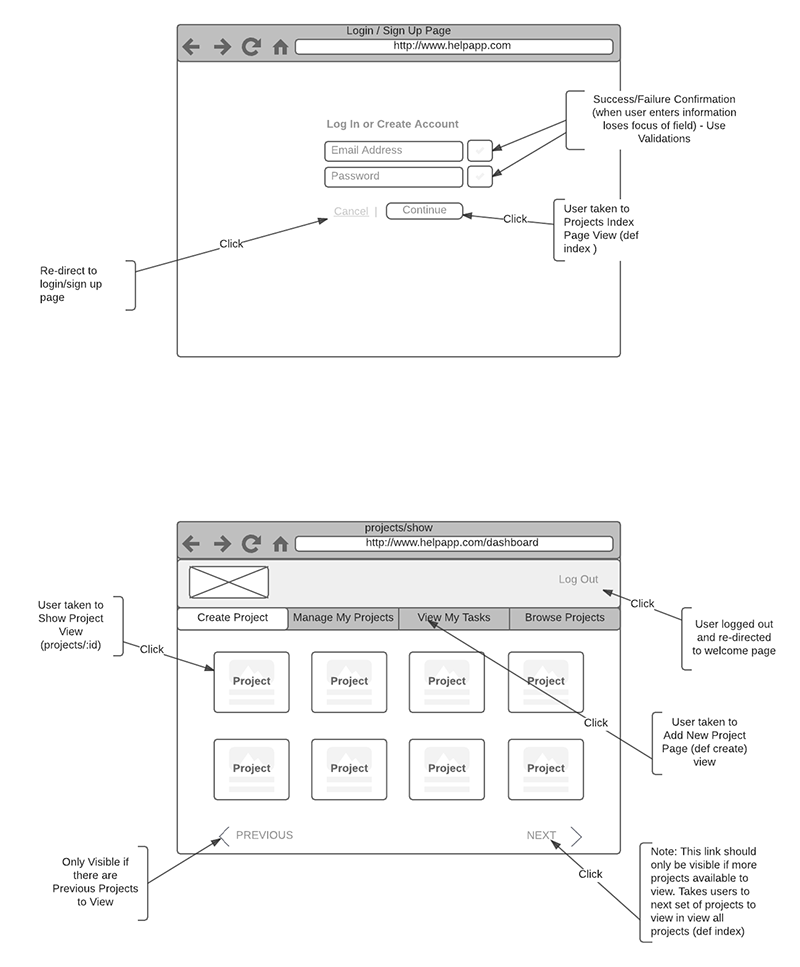 Login / Sign Up Page
http://www.helpapp.com
Success/Failure Confirmation
(when user enters information
loses focus of field) - Use
Validations
Log In or Create Account
Email Address
Password
Cancel |
Continue
Click
User taken to
Projects Index
Page View (def
index )
Click
Re-direct to
login/sign up
page
projects/show
http://www.helpapp.com/dashboard
Log Out
Click
User logged out
and re-directed
to welcome page
Create Project
Manage My Projects
View My Tasks
Browse Projects
User taken to
Show Project
View
(projects/:id)
Click
Project
Project
Project
Project
Click
User taken to
Add New Project
Page (def create)
view
Project
Project
Project
Project
PREVIOUS
NEXT
Only Visible if
there are
Previous Projects
to View
Click
Note: This link should
only be visible if more
projects available to
view. Takes users to
next set of projects to
view in view all
projects (def index)